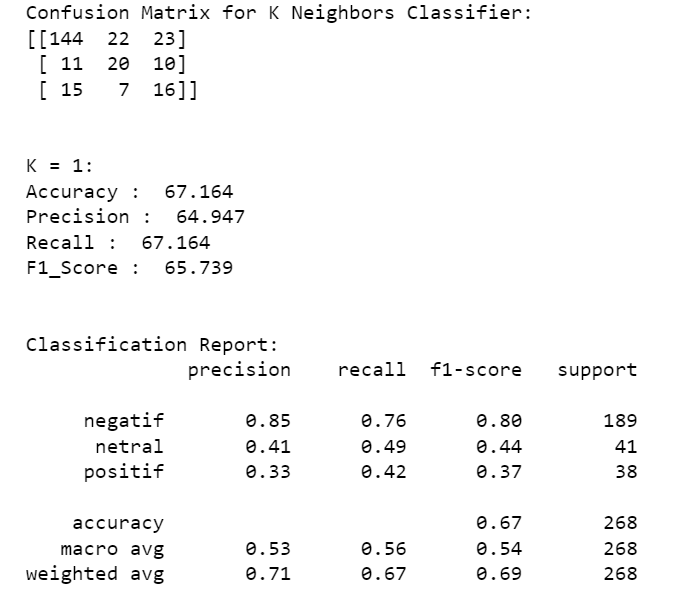 Confusion Matrix for K Neighbors Classifier:
[[144  22  23]
 [ 11  20  10]
 [ 15   7  16]]
K = 1:
Accuracy :  67.164
Precision :  64.947
Recall :  67.164
F1_Score :  65.739
Classification Report:
precision    recall  f1-score   support
negatif       0.85      0.76      0.80       189
netral       0.41      0.49      0.44        41
positif       0.33      0.42      0.37        38
accuracy                           0.67       268
macro avg       0.53      0.56      0.54       268
weighted avg       0.71      0.67      0.69       268